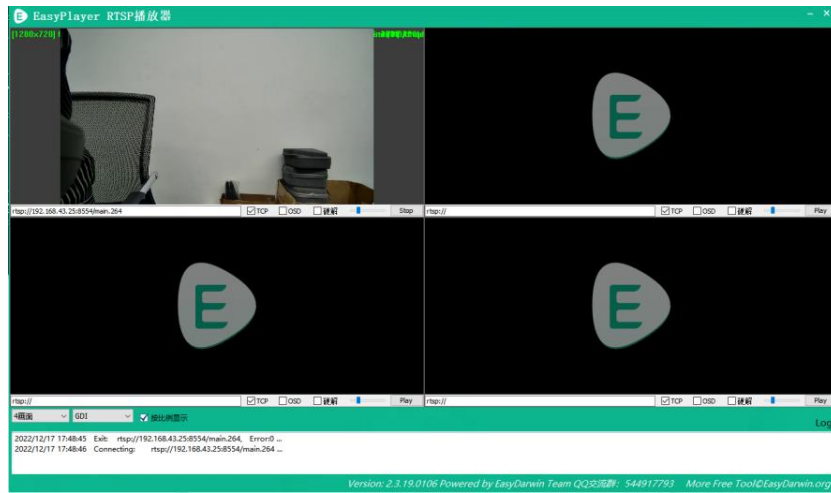 EasyPlayer RTSP播放器
[1280x720]
rtsp://192.168.43.25:8554/main.264 TCP OSD 硬解 Stop
rtsp:// TCP OSD 硬解 Play
rtsp:// TCP OSD 硬解 Play
rtsp:// TCP OSD 硬解 Play
4画面 GDI 按比例显示
Log
2022/12/17 17:48:45 Exit: rtsp://192.168.43.25:8554/main.264, Error:0 ...
2022/12/17 17:48:46 Connecting: rtsp://192.168.43.25:8554/main.264 ...
Version: 2.3.19.0106 Powered by EasyDarwin Team QQ交流群: 544917793 More Free Tool©EasyDarwin.org